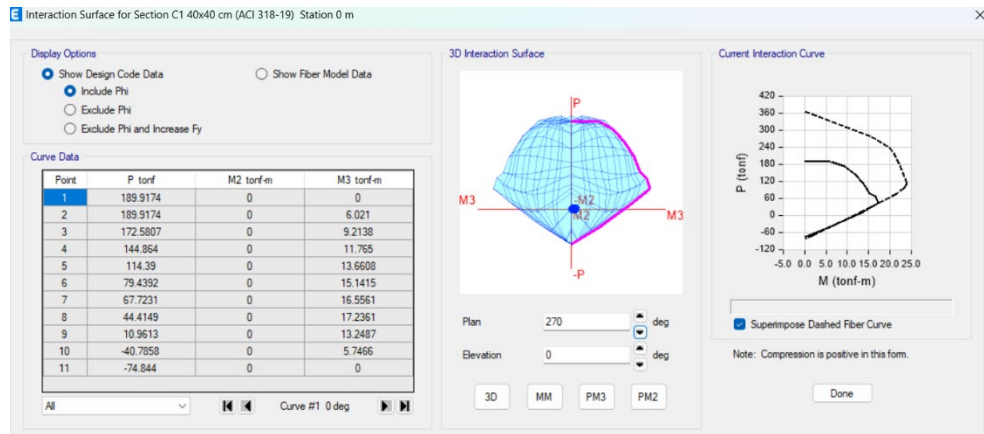 E Interaction Surface for Section C1 40x40 cm (ACI 318-19) Station 0 m
Display Options
Show Design Code Data
Show Fiber Model Data
Include Phi
Exclude Phi
Exclude Phi and Increase Fy
Curve Data
Point P tonf M2 tonf-m M3 tonf-m
1 189.9174 0 0
2 189.9174 0 6.021
3 172.5807 0 9.2138
4 144.864 0 11.765
5 114.39 0 13.6608
6 79.4392 0 15.1415
7 67.7231 0 16.5561
8 44.4149 0 17.2361
9 10.9613 0 13.2487
10 -40.7858 0 5.7466
11 -74.844 0 0
All
Curve #1 0 deg
3D Interaction Surface
P
M3
-M2
M2
M3
-P
Plan 270 deg
Elevation 0 deg
3D MM PM3 PM2
Current Interaction Curve
420
360
300
240
180
120
60
0
-60
-120
P (tonf)
-5.0 0.0 5.0 10.0 15.0 20.0 25.0
M (tonf-m)
Superimpose Dashed Fiber Curve
Note: Compression is positive in this form.
Done